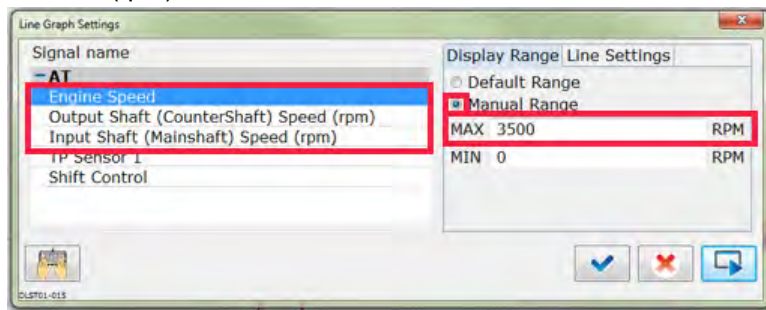 Line Graph Settings
Signal name
- AT
Engine Speed
Output Shaft (CounterShaft) Speed (rpm)
Input Shaft (Mainshaft) Speed (rpm)
TP Sensor 1
Shift Control
Display Range Line Settings
Default Range
Manual Range
MAX 3500 RPM
MIN 0 RPM
DLST01-015